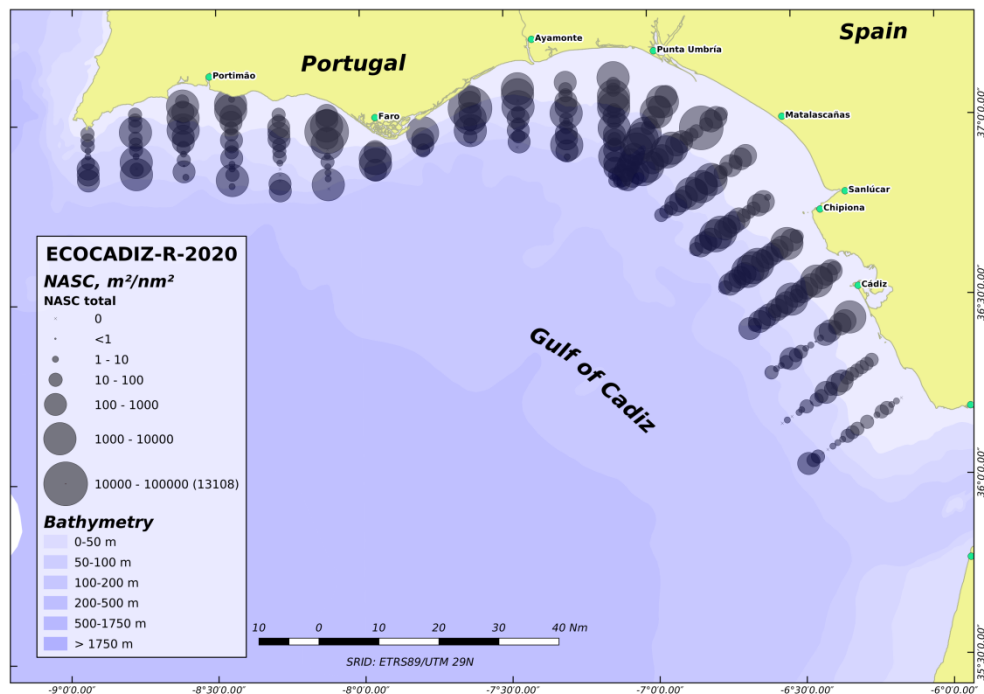 Spain
Portugal
Ayamonte
Punta Umbría
Portimão
Faro
Matalascañas
Sanlúcar
Chipiona
Cádiz
Gulf of Cadiz
ECOCADIZ-R-2020
NASC, m²/nm²
NASC total
0
<1
1 - 10
10 - 100
100 - 1000
1000 - 10000
10000 - 100000 (13108)
Bathymetry
0-50 m
50-100 m
100-200 m
200-500 m
500-1750 m
> 1750 m
10 0 10 20 30 40 Nm
SRID: ETRS89/UTM 29N
37°0'0.00"
36°30'0.00"
36°0'0.00"
35°30'0.00"
-9°0'0.00" -8°30'0.00" -8°0'0.00" -7°30'0.00" -7°0'0.00" -6°30'0.00" -6°0'0.00"